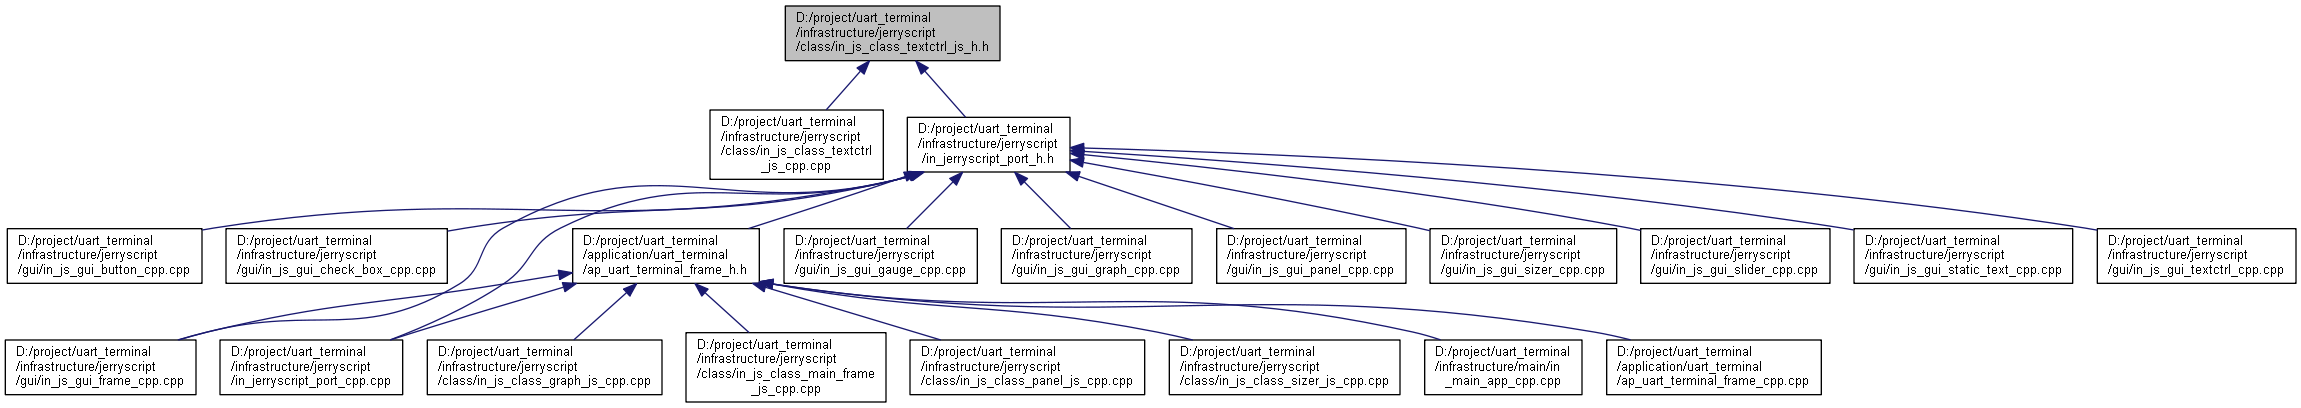 D:/project/uart_terminal
/infrastructure/jerryscript
/class/in_js_class_textctrl_js_h.h
D:/project/uart_terminal
/infrastructure/jerryscript
/class/in_js_class_textctrl
_js_cpp.cpp
D:/project/uart_terminal
/infrastructure/jerryscript
/in_jerryscript_port_h.h
D:/project/uart_terminal
/infrastructure/jerryscript
/gui/in_js_gui_button_cpp.cpp
D:/project/uart_terminal
/infrastructure/jerryscript
/gui/in_js_gui_check_box_cpp.cpp
D:/project/uart_terminal
/application/uart_terminal
/ap_uart_terminal_frame_h.h
D:/project/uart_terminal
/infrastructure/jerryscript
/gui/in_js_gui_gauge_cpp.cpp
D:/project/uart_terminal
/infrastructure/jerryscript
/gui/in_js_gui_graph_cpp.cpp
D:/project/uart_terminal
/infrastructure/jerryscript
/gui/in_js_gui_panel_cpp.cpp
D:/project/uart_terminal
/infrastructure/jerryscript
/gui/in_js_gui_sizer_cpp.cpp
D:/project/uart_terminal
/infrastructure/jerryscript
/gui/in_js_gui_slider_cpp.cpp
D:/project/uart_terminal
/infrastructure/jerryscript
/gui/in_js_gui_static_text_cpp.cpp
D:/project/uart_terminal
/infrastructure/jerryscript
/gui/in_js_gui_textctrl_cpp.cpp
D:/project/uart_terminal
/infrastructure/jerryscript
/gui/in_js_gui_frame_cpp.cpp
D:/project/uart_terminal
/infrastructure/jerryscript
/in_jerryscript_port_cpp.cpp
D:/project/uart_terminal
/infrastructure/jerryscript
/class/in_js_class_graph_js_cpp.cpp
D:/project/uart_terminal
/infrastructure/jerryscript
/class/in_js_class_main_frame
_js_cpp.cpp
D:/project/uart_terminal
/infrastructure/jerryscript
/class/in_js_class_panel_js_cpp.cpp
D:/project/uart_terminal
/infrastructure/jerryscript
/class/in_js_class_sizer_js_cpp.cpp
D:/project/uart_terminal
/infrastructure/main/in
_main_app_cpp.cpp
D:/project/uart_terminal
/application/uart_terminal
/ap_uart_terminal_frame_cpp.cpp